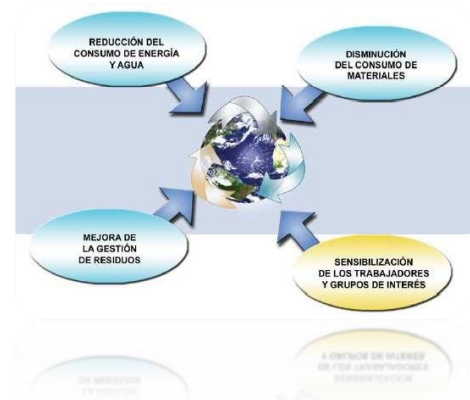 REDUCCIÓN DEL
CONSUMO DE ENERGÍA
Y AGUA
DISMINUCIÓN
DEL CONSUMO DE
MATERIALES
MEJORA DE
LA GESTIÓN
DE RESIDUOS
SENSIBILIZACIÓN
DE LOS TRABAJADORES
Y GRUPOS DE INTERÉS